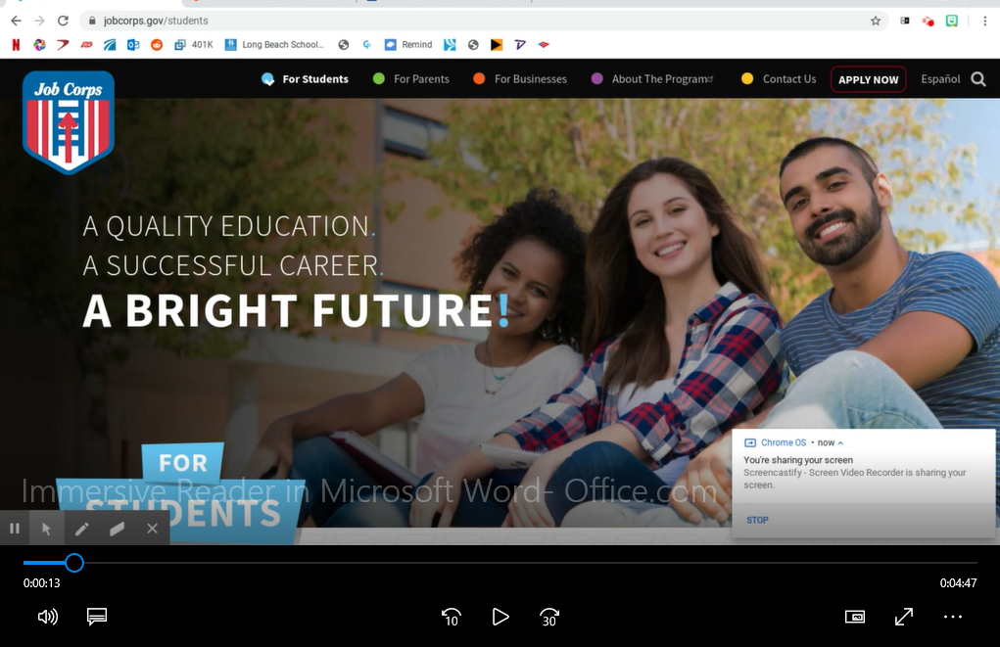 jobcorps.gov/students
401K
Long Beach School...
Remind
Job Corps
For Students
For Parents
For Businesses
About The Program
Contact Us
APPLY NOW
Español
A QUALITY EDUCATION.
A SUCCESSFUL CAREER.
A BRIGHT FUTURE!
FOR
STUDENTS
Chrome OS • now
You're sharing your screen
Screencastify - Screen Video Recorder is sharing your
screen.
STOP
Immersive Reader in Microsoft Word- Office.com
0:00:13
0:04:47
10
30